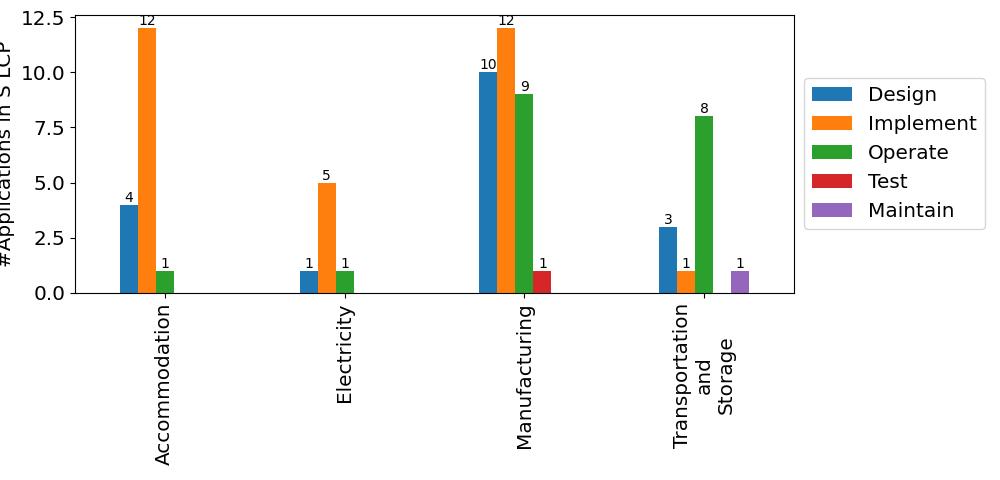 #Applications in S LCP
12.5
10.0
7.5
5.0
2.5
0.0
4
12
1
1
5
1
10
12
9
1
3
1
8
1
Accommodation
Electricity
Manufacturing
Transportation
and
Storage
Design
Implement
Operate
Test
Maintain